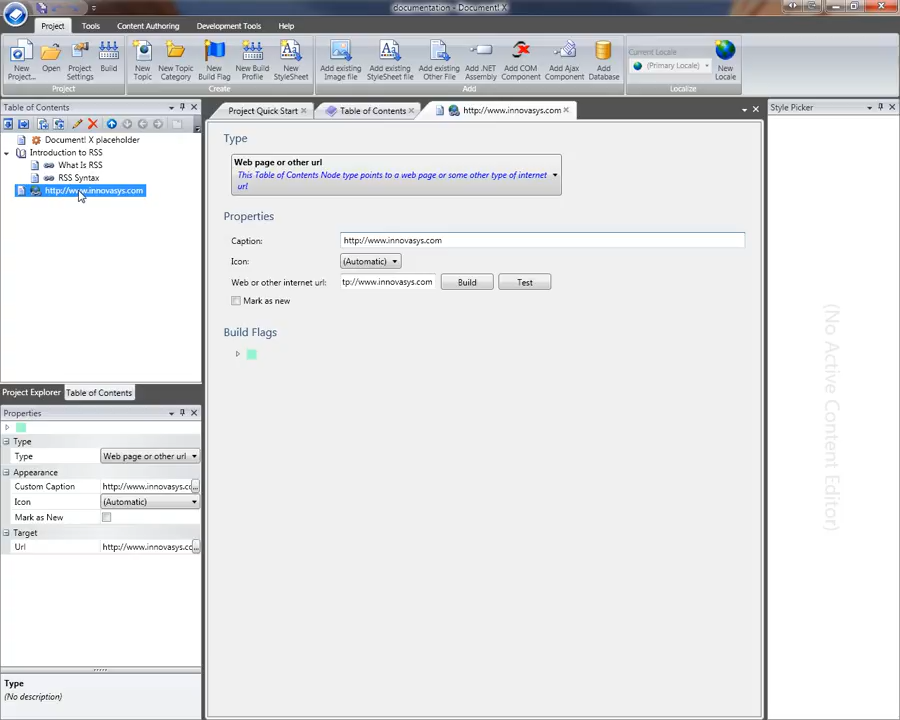 documentation - Document! X
Project
Tools
Content Authoring
Development Tools
Help
New
Project...
Open
Project
Settings
Build
New
Topic
New Topic
Category
New
Build Flag
New Build
Profile
New
StyleSheet
Add existing
Image file
Add existing
StyleSheet file
Add existing
Other File
Add .NET
Assembly
Add COM
Component
Add Ajax
Component
Add
Database
Current Locale
(Primary Locale)
New
Locale
Project
Create
Add
Localize
Table of Contents
Project Quick Start
Table of Contents
http://www.innovasys.com
Style Picker
Document! X placeholder
Introduction to RSS
What Is RSS
RSS Syntax
http://www.innovasys.com
Type
Web page or other url
This Table of Contents Node type points to a web page or some other type of internet
url
Properties
Caption:
http://www.innovasys.com
Icon:
(Automatic)
Web or other internet url:
tp://www.innovasys.com
Build
Test
Mark as new
Build Flags
(No Active Content Editor)
Project Explorer
Table of Contents
Properties
Type
Type
Web page or other url
Appearance
Custom Caption
http://www.innovasys.cc
...
Icon
(Automatic)
Mark as New
Target
Url
http://www.innovasys.cc
...
Type
(No description)